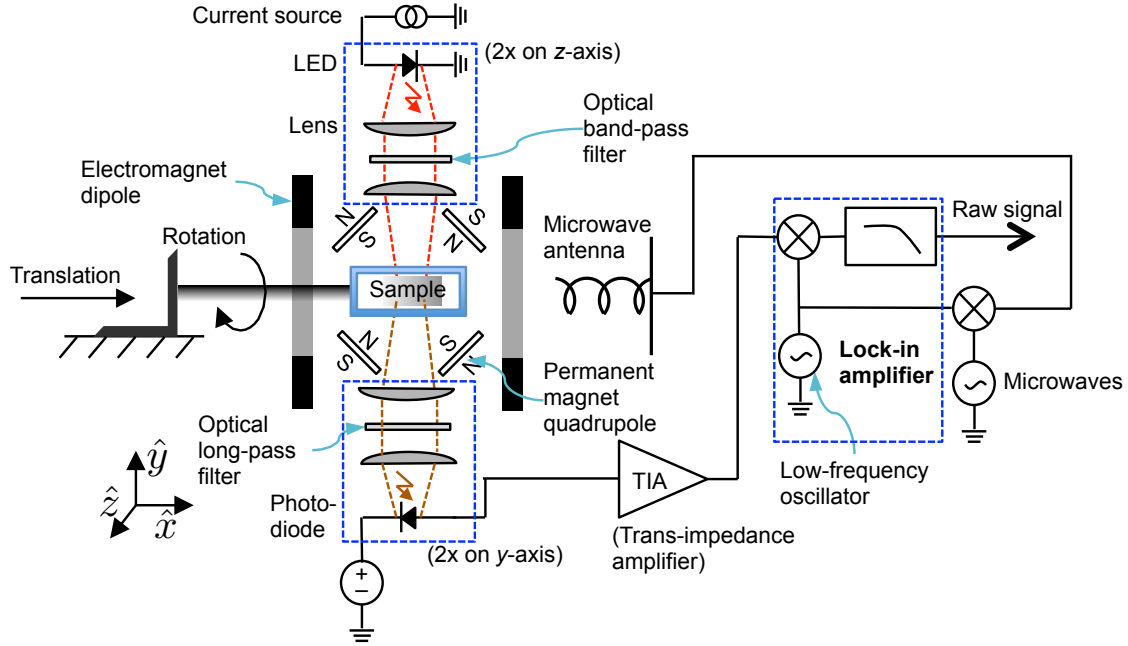 Current source
LED
(2x on z-axis)
Lens
Optical
band-pass
filter
Electromagnet
dipole
N
S
S
N
Microwave
antenna
Raw signal
Rotation
Translation
Sample
N
S
S
N
Lock-in
amplifier
Microwaves
Permanent
magnet
quadrupole
Optical
long-pass
filter
Low-frequency
oscillator
TIA
ŷ
ẑ
x̂
Photo-
diode
(2x on y-axis)
(Trans-impedance
amplifier)
+
−